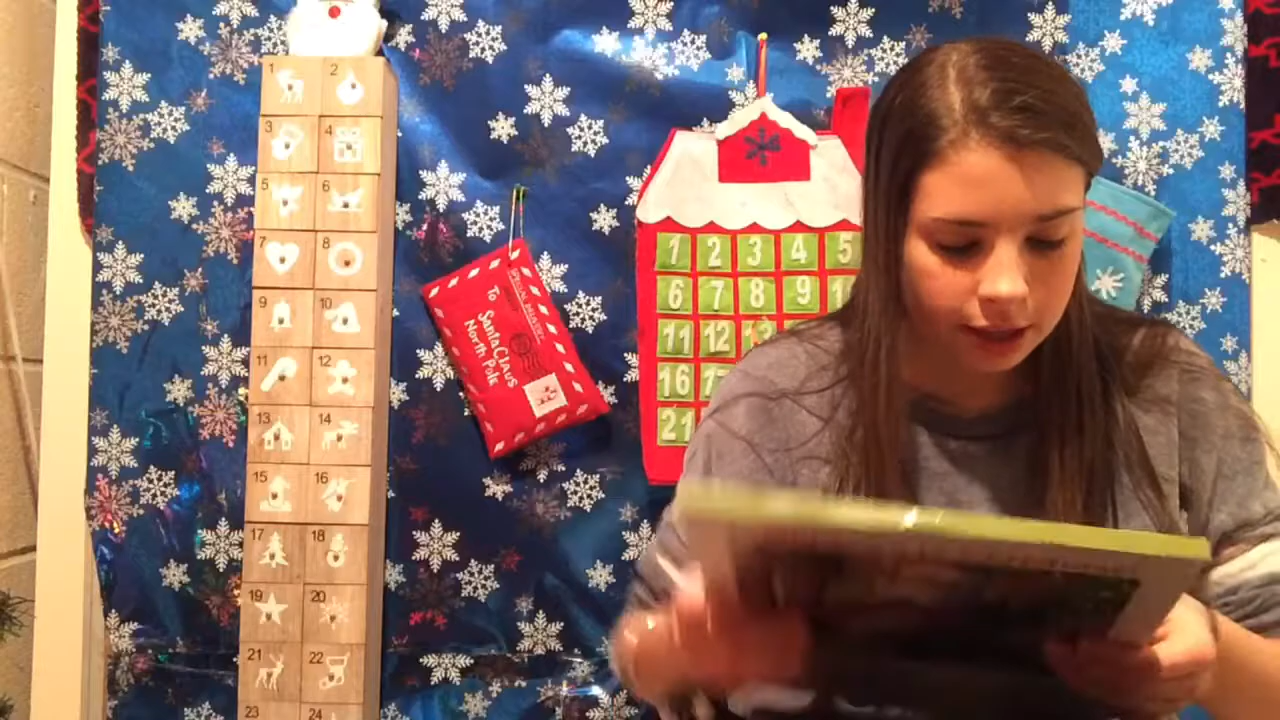 1 2
3 4
5 6
7 8
9 10
11 12
13 14
15 16
17 18
19 20
21 22
23 24
SPECIAL DELIVERY
To
Santa Claus
North Pole
1 2 3 4 5
6 7 8 9
11 12 13
16
21